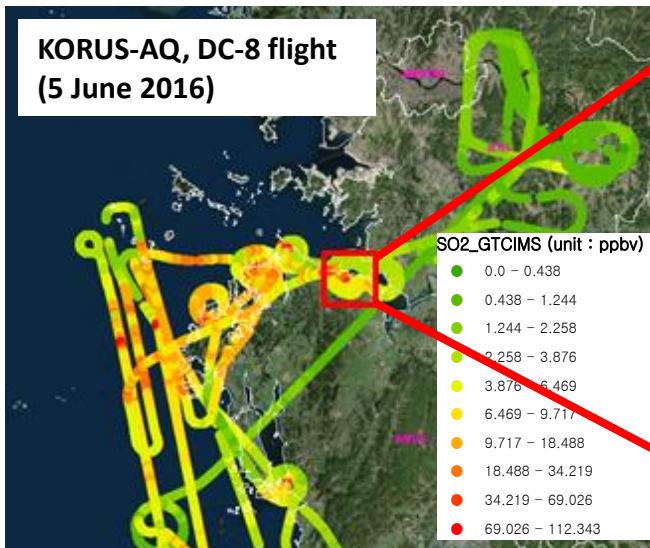 KORUS-AQ, DC-8 flight
(5 June 2016)
SO2_GTCIMS (unit : ppbv)
0.0 – 0.438
0.438 – 1.244
1.244 – 2.258
2.258 – 3.876
3.876 – 6.469
6.469 – 9.717
9.717 – 18.488
18.488 – 34.219
34.219 – 69.026
69.026 – 112.343